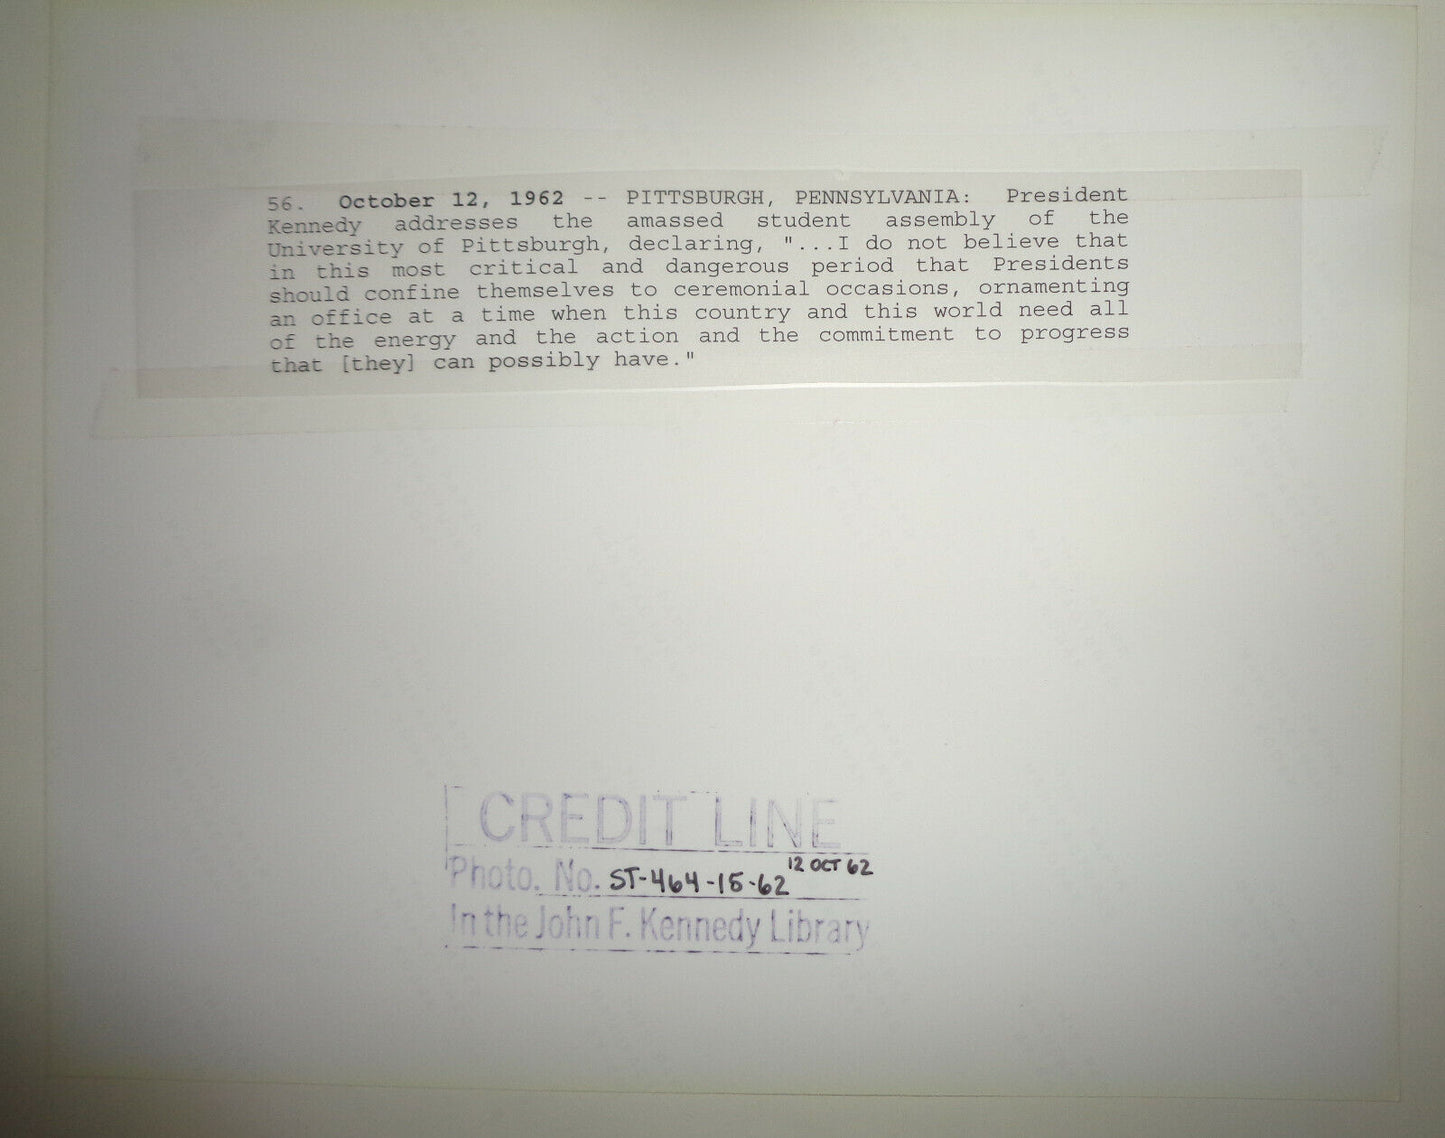 56. October 12, 1962 -- PITTSBURGH, PENNSYLVANIA: President
Kennedy addresses the amassed student assembly of the
University of Pittsburgh, declaring, "...I do not believe that
in this most critical and dangerous period that Presidents
should confine themselves to ceremonial occasions, ornamenting
an office at a time when this country and this world need all
of the energy and the action and the commitment to progress
that [they] can possibly have."
CREDIT LINE
Photo. No. ST-464-15-62 12 OCT 62
In the John F. Kennedy Library